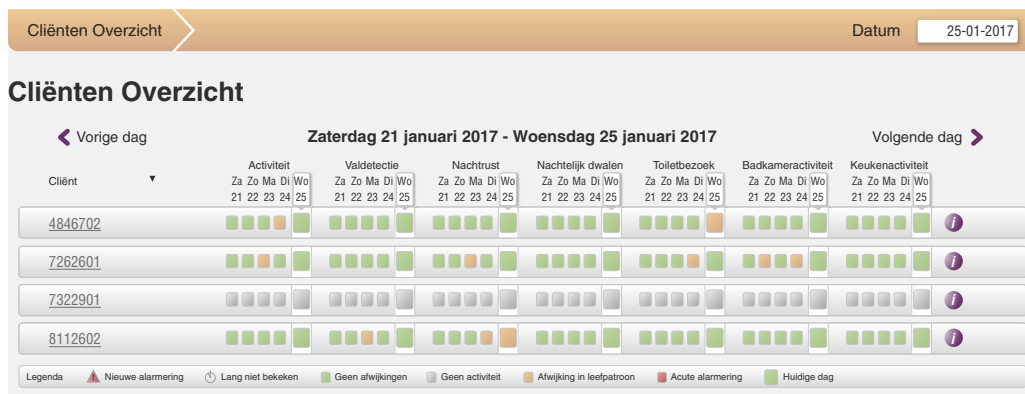 Cliënten Overzicht Datum 25-01-2017
Cliënten Overzicht
Vorige dag Zaterdag 21 januari 2017 - Woensdag 25 januari 2017 Volgende dag
Activiteit Valdetectie Nachtrust Nachtelijk dwalen Toiletbezoek Badkameractiviteit Keukenactiviteit
Cliënt Za Zo Ma Di Wo Za Zo Ma Di Wo Za Zo Ma Di Wo Za Zo Ma Di Wo Za Zo Ma Di Wo Za Zo Ma Di Wo Za Zo Ma Di Wo
21 22 23 24 25 21 22 23 24 25 21 22 23 24 25 21 22 23 24 25 21 22 23 24 25 21 22 23 24 25 21 22 23 24 25
4846702 i
7262601 i
7322901 i
8112602 i
Legenda Nieuwe alarmering Lang niet bekeken Geen afwijkingen Geen activiteit Afwijking in leefpatroon Acute alarmering Huidige dag